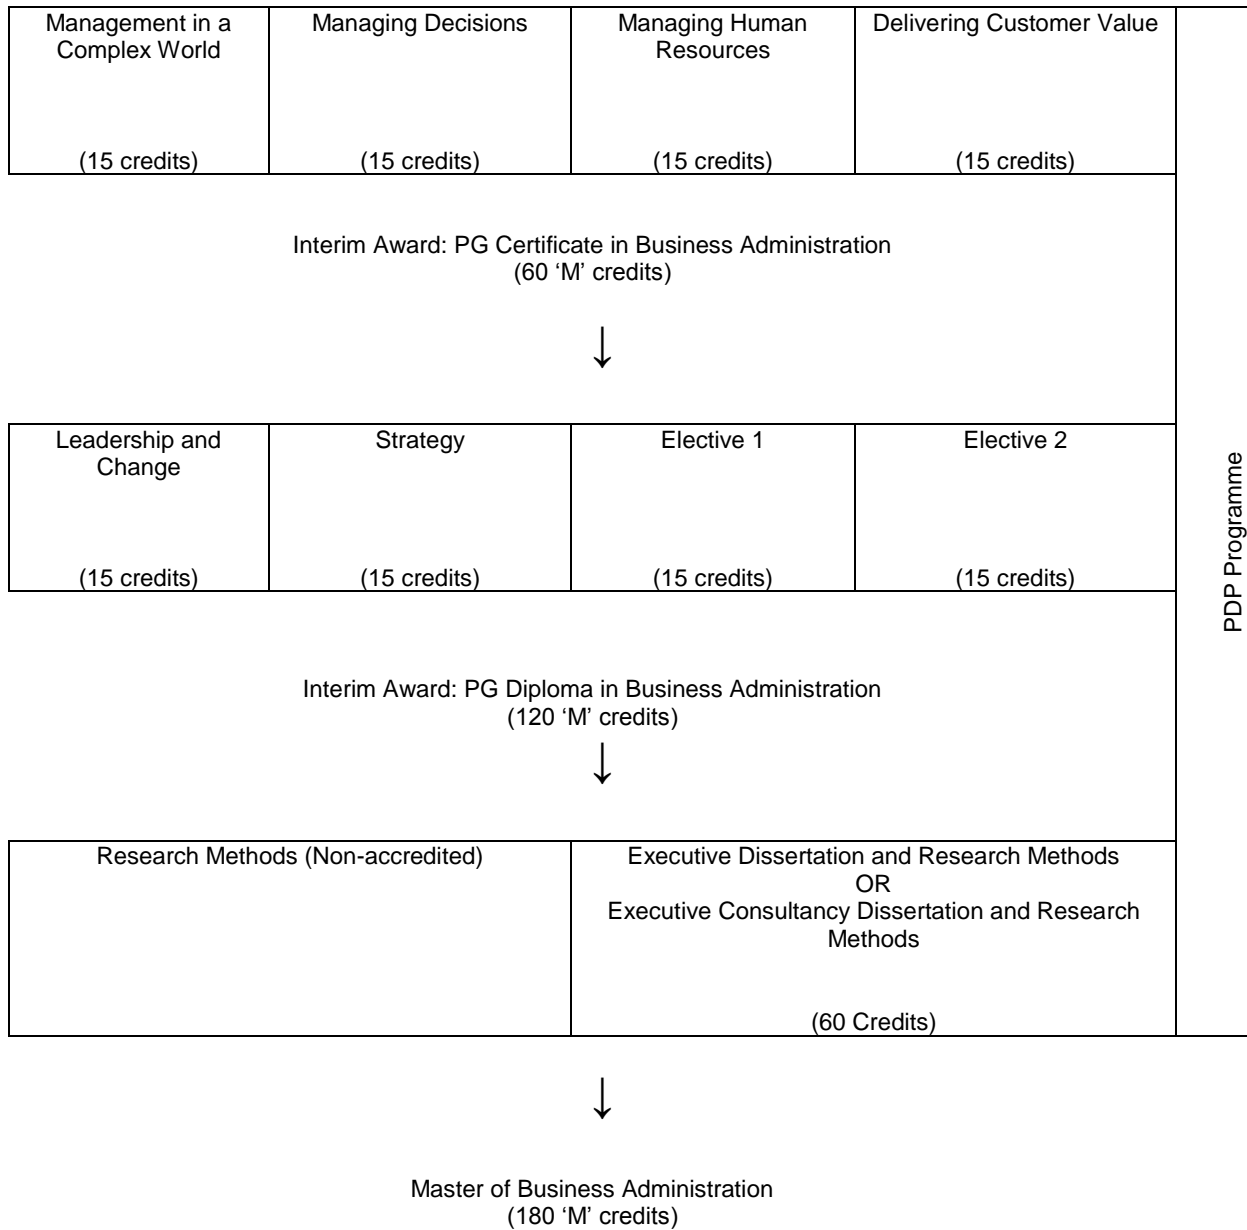 Management in a
Complex World
(15 credits)
Managing Decisions
(15 credits)
Managing Human
Resources
(15 credits)
Delivering Customer Value
(15 credits)
Interim Award: PG Certificate in Business Administration
(60 ‘M’ credits)
↓
Leadership and
Change
(15 credits)
Strategy
(15 credits)
Elective 1
(15 credits)
Elective 2
(15 credits)
Interim Award: PG Diploma in Business Administration
(120 ‘M’ credits)
↓
Research Methods (Non-accredited)
Executive Dissertation and Research Methods
OR
Executive Consultancy Dissertation and Research
Methods
(60 Credits)
PDP Programme
↓
Master of Business Administration
(180 ‘M’ credits)